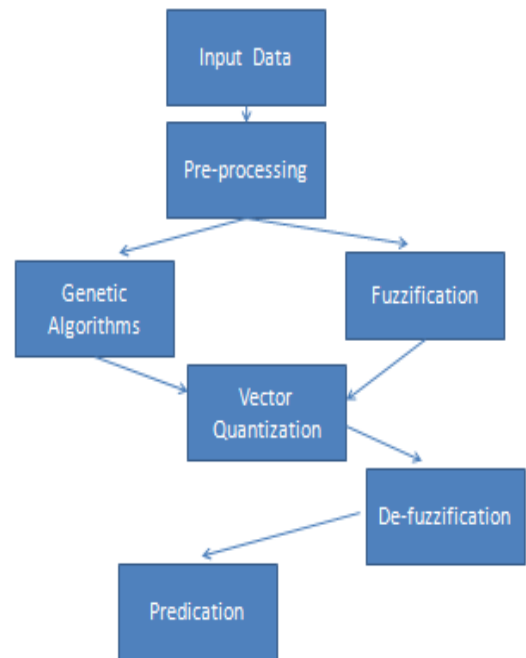 Input Data
Pre-processing
Genetic
Algorithms
Fuzzification
Vector
Quantization
De-fuzzification
Predication